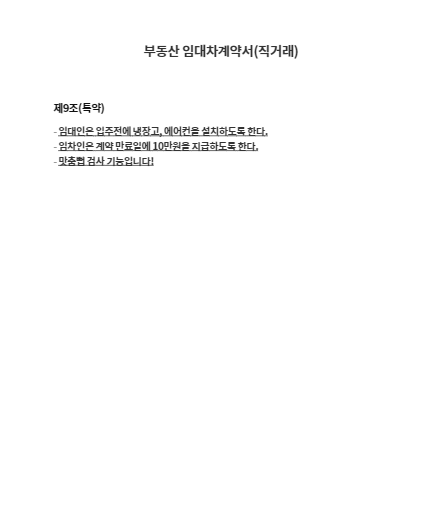 부동산 임대차계약서(직거래)
제9조(특약)
- 임대인은 입주전에 냉장고, 에어컨을 설치하도록 한다.
- 임차인은 계약 만료일에 10만원을 지급하도록 한다.
- 맛춤뻡 검사 기능입니다!